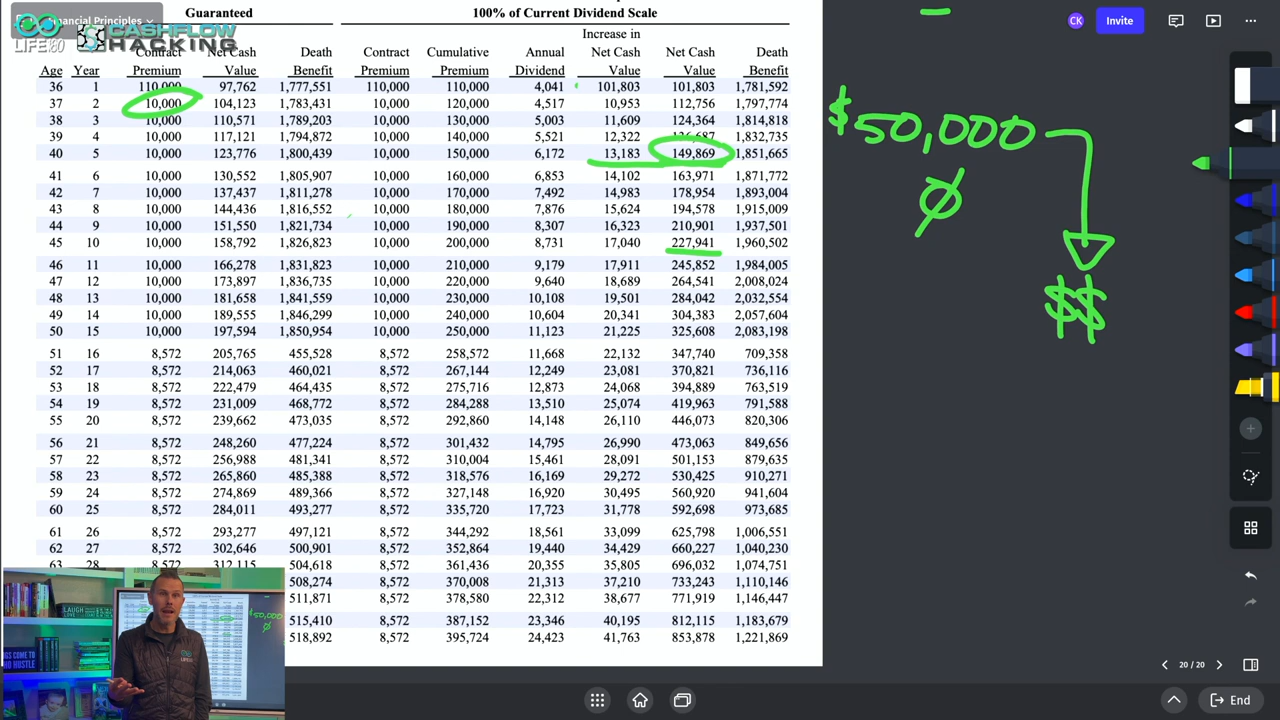 Financial Principles
LIFE180
CASHFLOW
HACKING
Guaranteed 100% of Current Dividend Scale
Age Year Contract Premium Net Cash Value Death Benefit Contract Premium Cumulative Premium Annual Dividend Increase in Net Cash Value Net Cash Value Death Benefit
36 1 110,000 97,762 1,777,551 110,000 110,000 4,041 101,803 101,803 1,781,592
37 2 10,000 104,123 1,783,431 10,000 120,000 4,517 10,953 112,756 1,797,774
38 3 10,000 110,571 1,789,203 10,000 130,000 5,003 11,609 124,364 1,814,818
39 4 10,000 117,121 1,794,872 10,000 140,000 5,521 12,322 136,687 1,832,735
40 5 10,000 123,776 1,800,439 10,000 150,000 6,172 13,183 149,869 1,851,665
41 6 10,000 130,552 1,805,907 10,000 160,000 6,853 14,102 163,971 1,871,772
42 7 10,000 137,437 1,811,278 10,000 170,000 7,492 14,983 178,954 1,893,004
43 8 10,000 144,436 1,816,552 10,000 180,000 7,876 15,624 194,578 1,915,009
44 9 10,000 151,550 1,821,734 10,000 190,000 8,307 16,323 210,901 1,937,501
45 10 10,000 158,792 1,826,823 10,000 200,000 8,731 17,040 227,941 1,960,502
46 11 10,000 166,278 1,831,823 10,000 210,000 9,179 17,911 245,852 1,984,005
47 12 10,000 173,897 1,836,735 10,000 220,000 9,640 18,689 264,541 2,008,024
48 13 10,000 181,658 1,841,559 10,000 230,000 10,108 19,501 284,042 2,032,554
49 14 10,000 189,555 1,846,299 10,000 240,000 10,604 20,341 304,383 2,057,604
50 15 10,000 197,594 1,850,954 10,000 250,000 11,123 21,225 325,608 2,083,198
51 16 8,572 205,765 455,528 8,572 258,572 11,668 22,132 347,740 709,358
52 17 8,572 214,063 460,021 8,572 267,144 12,249 23,081 370,821 736,116
53 18 8,572 222,479 464,435 8,572 275,716 12,873 24,068 394,889 763,519
54 19 8,572 231,009 468,772 8,572 284,288 13,510 25,074 419,963 791,588
55 20 8,572 239,662 473,035 8,572 292,860 14,148 26,110 446,073 820,306
56 21 8,572 248,260 477,224 8,572 301,432 14,795 26,990 473,063 849,656
57 22 8,572 256,988 481,341 8,572 310,004 15,461 28,091 501,153 879,635
58 23 8,572 265,860 485,388 8,572 318,576 16,169 29,272 530,425 910,271
59 24 8,572 274,869 489,366 8,572 327,148 16,920 30,495 560,920 941,604
60 25 8,572 284,011 493,277 8,572 335,720 17,723 31,778 592,698 973,685
61 26 8,572 293,277 497,121 8,572 344,292 18,561 33,099 625,798 1,006,551
62 27 8,572 302,646 500,901 8,572 352,864 19,440 34,429 660,227 1,040,230
63 28 8,572 312,115 504,618 8,572 361,436 20,355 35,805 696,032 1,074,751
508,274 8,572 370,008 21,313 37,210 733,243 1,110,146
511,871 8,572 378,580 22,312 38,677 771,919 1,146,447
515,410 8,572 387,152 23,346 40,195 812,115 1,183,679
518,892 8,572 395,724 24,423 41,763 853,878 1,221,869
$50,000
Ø
$$
CK Invite
20 / 20
End
LAUGH
$50,000
Ø